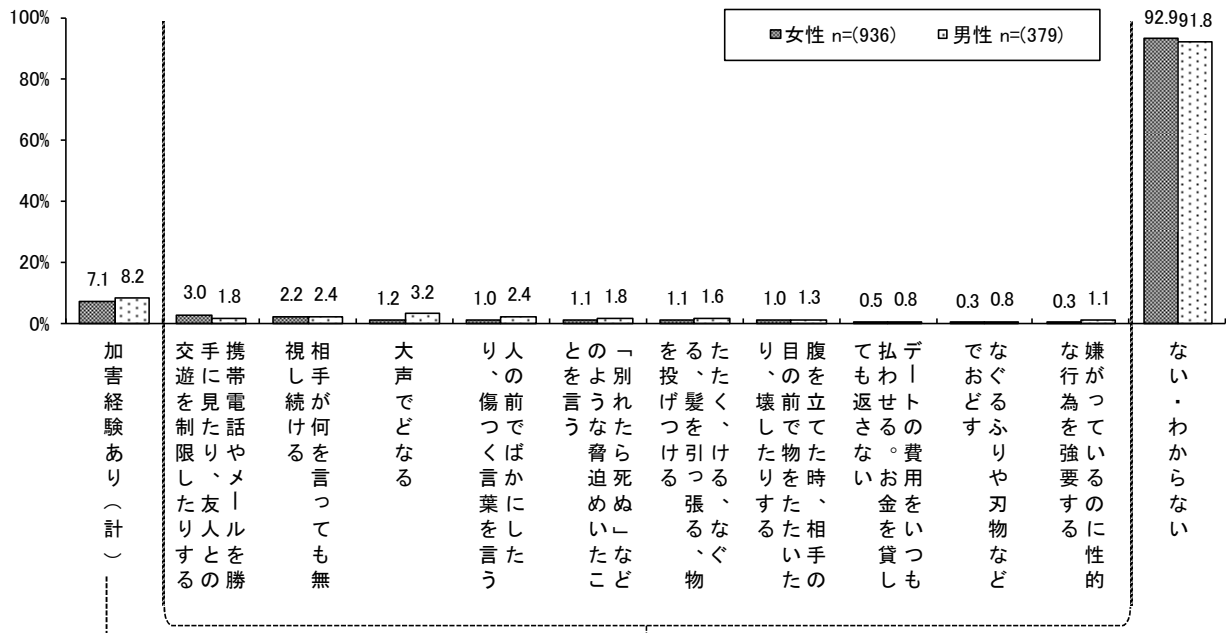 100%
80%
60%
40%
20%
0%
女性 n=(936) 男性 n=(379)
7.1 8.2
3.0 1.8
2.2 2.4
1.2 3.2
1.0 2.4
1.1 1.8
1.1 1.6
1.0 1.3
0.5 0.8
0.3 0.8
0.3 1.1
92.9 91.8
加害経験あり(計)
携帯電話やメールを勝
手に見たり、友人との
交遊を制限したりする
相手が何を言っても無
視し続ける
大声でどなる
人の前でばかにした
り、傷つく言葉を言う
「別れたら死ぬ」など
のような脅迫めいたこ
とを言う
たたく、ける、なぐ
る、髪を引っ張る、物
を投げつける
腹を立てた時、相手の
目の前で物をたたいた
り、壊したりする
デートの費用をいつも
払わせる。お金を貸し
ても返さない
なぐるふりや刃物など
でおどす
嫌がっているのに性的
な行為を強要する
ない・わからない